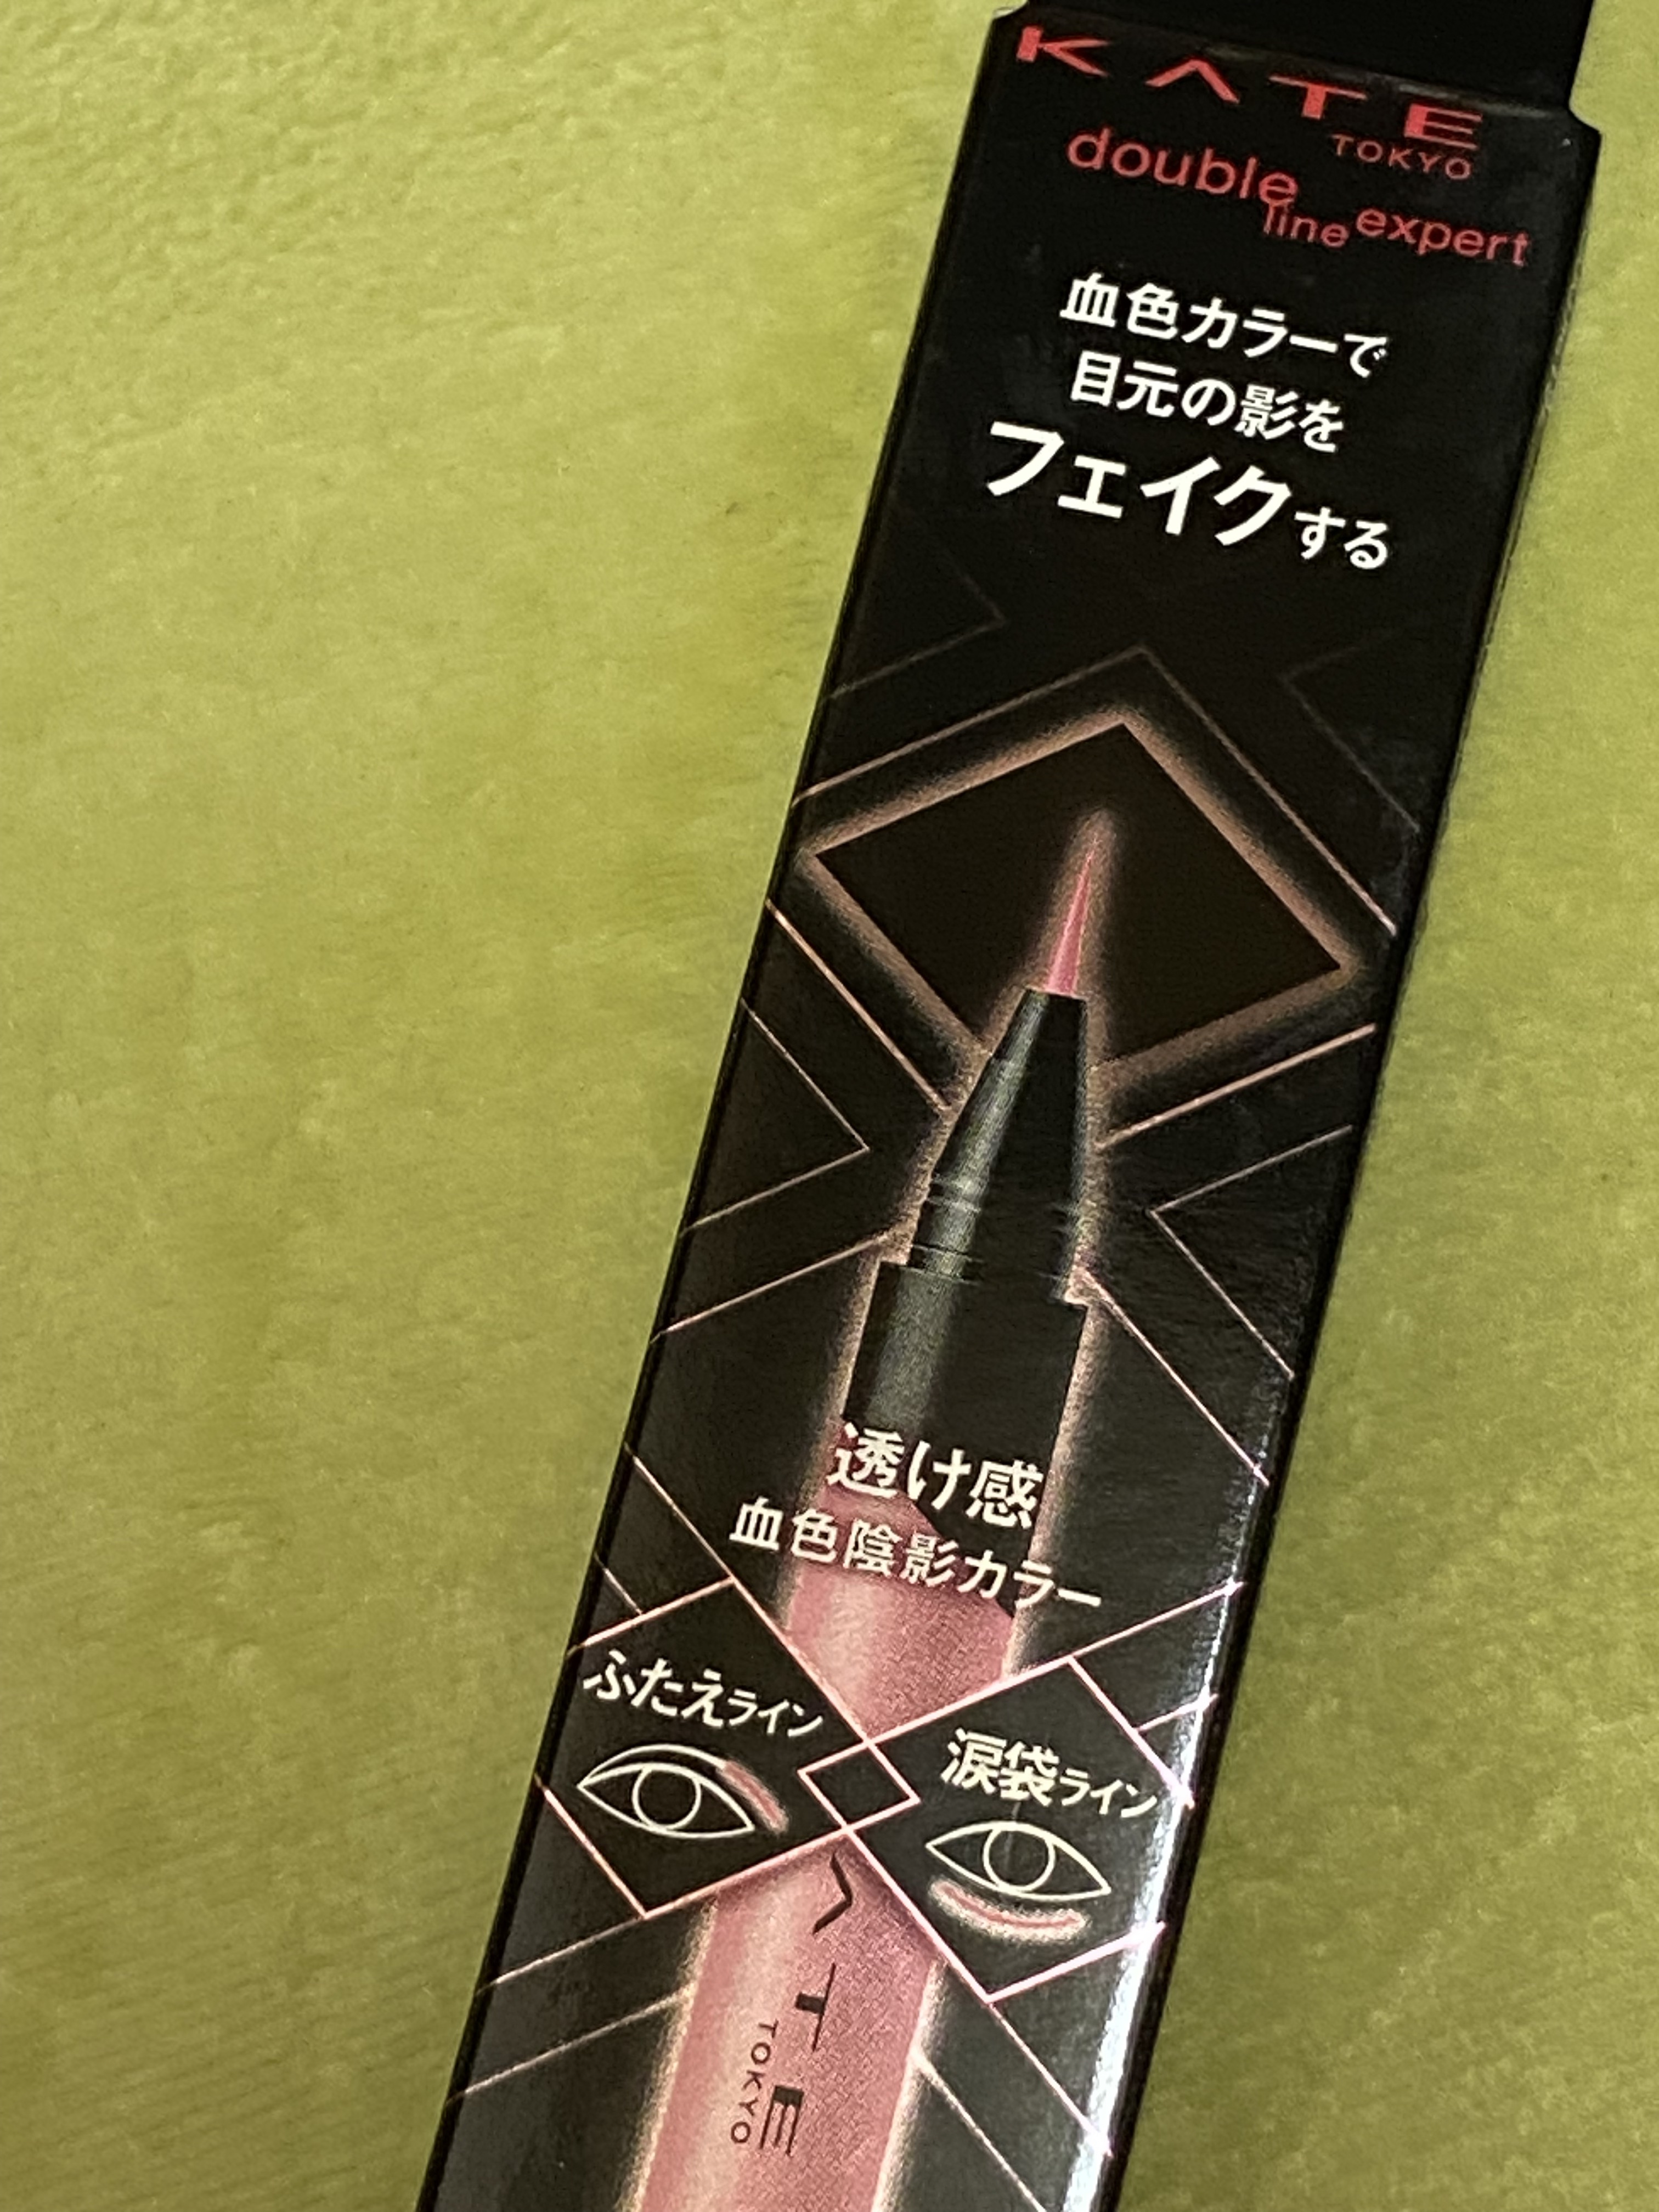 KATE
TOKYO
double
line expert
血色カラーで
目元の影を
フェイクする
透け感
血色陰影カラー
ふたえライン
涙袋ライン
ATE
TOKYO